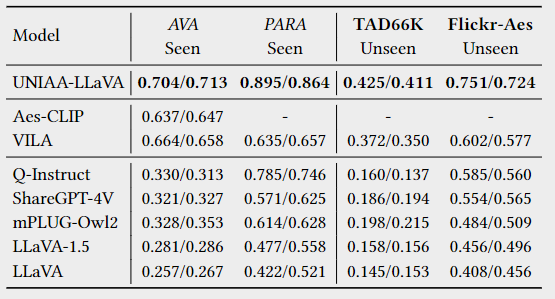 Model AVA PARA TAD66K Flickr-Aes
Seen Seen Unseen Unseen
UNIAA-LLaVA 0.704/0.713 0.895/0.864 0.425/0.411 0.751/0.724
Aes-CLIP 0.637/0.647 - - -
VILA 0.664/0.658 0.635/0.657 0.372/0.350 0.602/0.577
Q-Instruct 0.330/0.313 0.785/0.746 0.160/0.137 0.585/0.560
ShareGPT-4V 0.321/0.327 0.571/0.625 0.186/0.194 0.554/0.565
mPLUG-Owl2 0.328/0.353 0.614/0.628 0.198/0.215 0.484/0.509
LLaVA-1.5 0.281/0.286 0.477/0.558 0.158/0.156 0.456/0.496
LLaVA 0.257/0.267 0.422/0.521 0.145/0.153 0.408/0.456